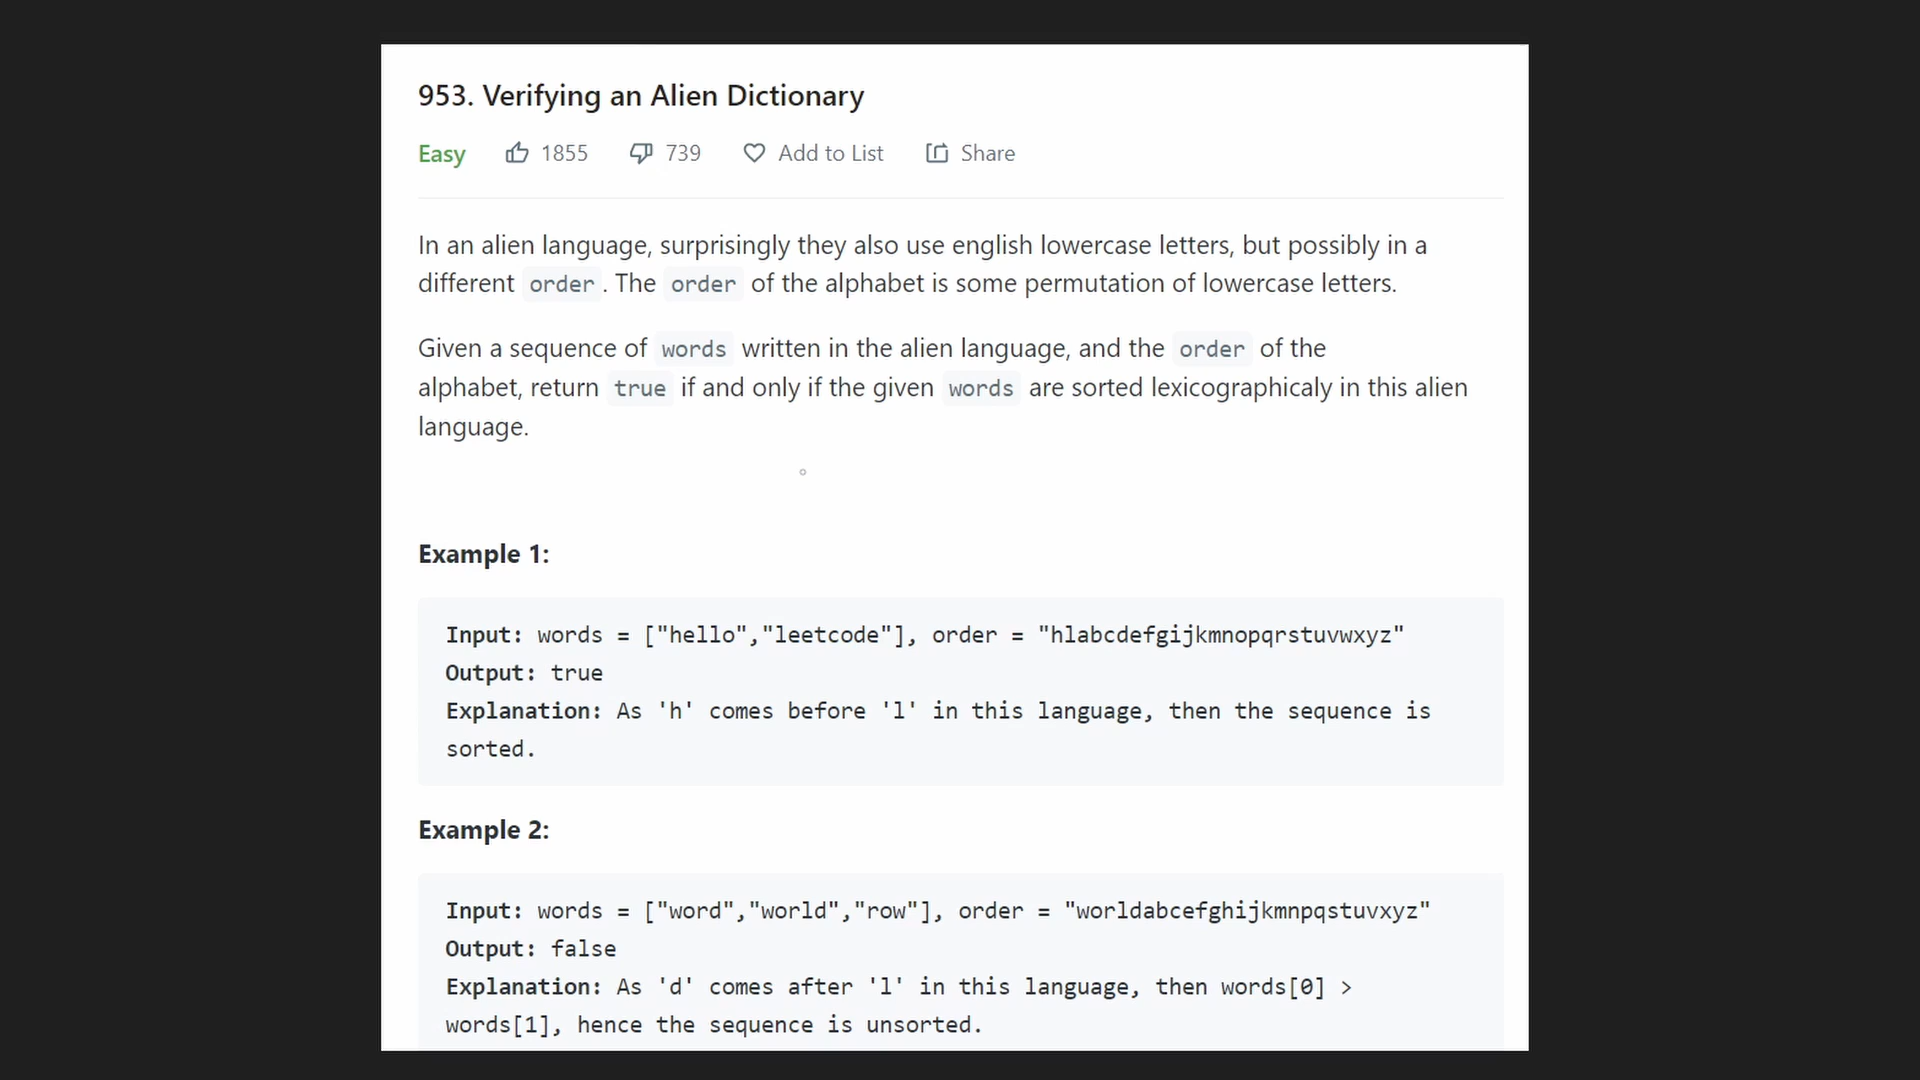 953. Verifying an Alien Dictionary
Easy 1855 739 Add to List Share
In an alien language, surprisingly they also use english lowercase letters, but possibly in a
different order . The order of the alphabet is some permutation of lowercase letters.
Given a sequence of words written in the alien language, and the order of the
alphabet, return true if and only if the given words are sorted lexicographicaly in this alien
language.
Example 1:
Input: words = ["hello","leetcode"], order = "hlabcdefgijkmnopqrstuvwxyz"
Output: true
Explanation: As 'h' comes before 'l' in this language, then the sequence is
sorted.
Example 2:
Input: words = ["word","world","row"], order = "worldabcefghijkmnpqstuvxyz"
Output: false
Explanation: As 'd' comes after 'l' in this language, then words[0] >
words[1], hence the sequence is unsorted.